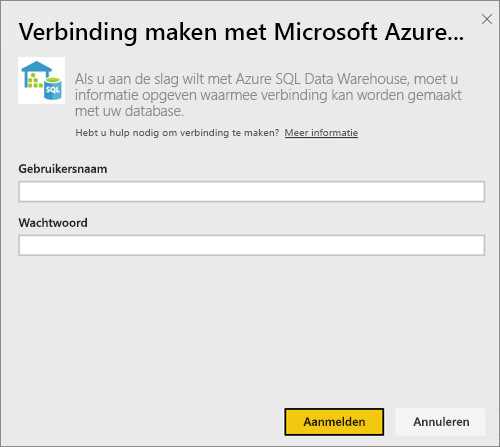 Verbinding maken met Microsoft Azure...
SQL
Als u aan de slag wilt met Azure SQL Data Warehouse, moet u
informatie opgeven waarmee verbinding kan worden gemaakt
met uw database.
Hebt u hulp nodig om verbinding te maken? Meer informatie
Gebruikersnaam
Wachtwoord
Aanmelden Annuleren